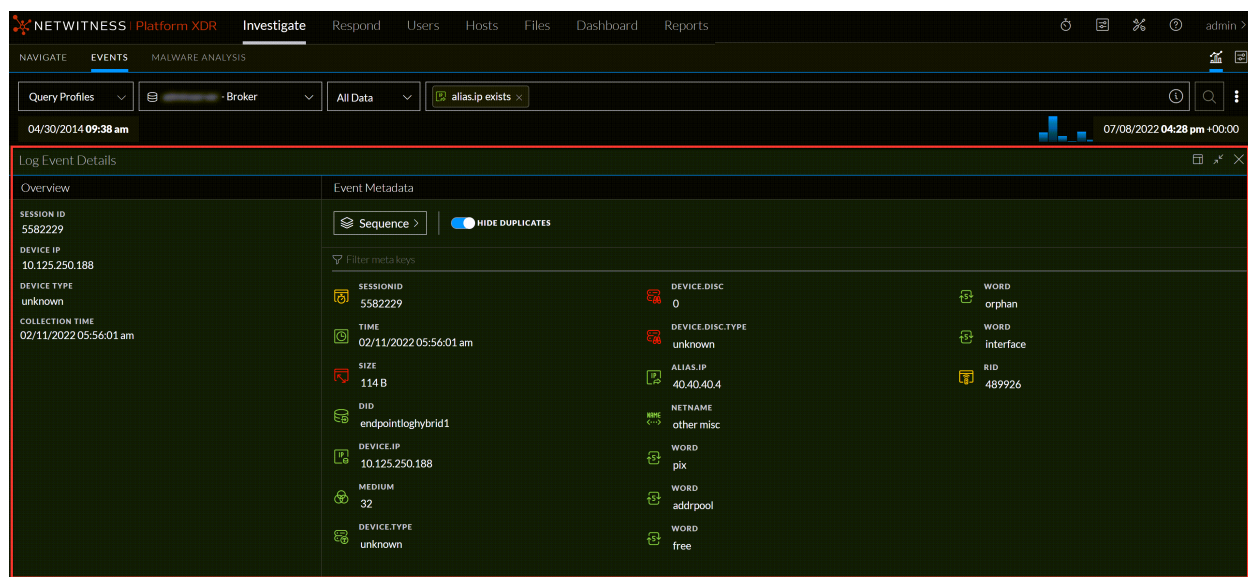 NETWITNESS | Platform XDR Investigate Respond Users Hosts Files Dashboard Reports admin >
NAVIGATE EVENTS MALWARE ANALYSIS
Query Profiles - Broker All Data alias.ip exists ×
04/30/2014 09:38 am 07/08/2022 04:28 pm +00:00
Log Event Details
Overview Event Metadata
SESSION ID
5582229
DEVICE IP
10.125.250.188
DEVICE TYPE
unknown
COLLECTION TIME
02/11/2022 05:56:01 am
Sequence > HIDE DUPLICATES
Filter meta keys
SESSIONID
5582229
TIME
02/11/2022 05:56:01 am
SIZE
114 B
DID
endpointloghybrid1
DEVICE.IP
10.125.250.188
MEDIUM
32
DEVICE.TYPE
unknown
DEVICE.DISC
0
DEVICE.DISC.TYPE
unknown
ALIAS.IP
40.40.40.4
NETNAME
other misc
WORD
pix
WORD
addrpool
WORD
free
WORD
orphan
WORD
interface
RID
489926